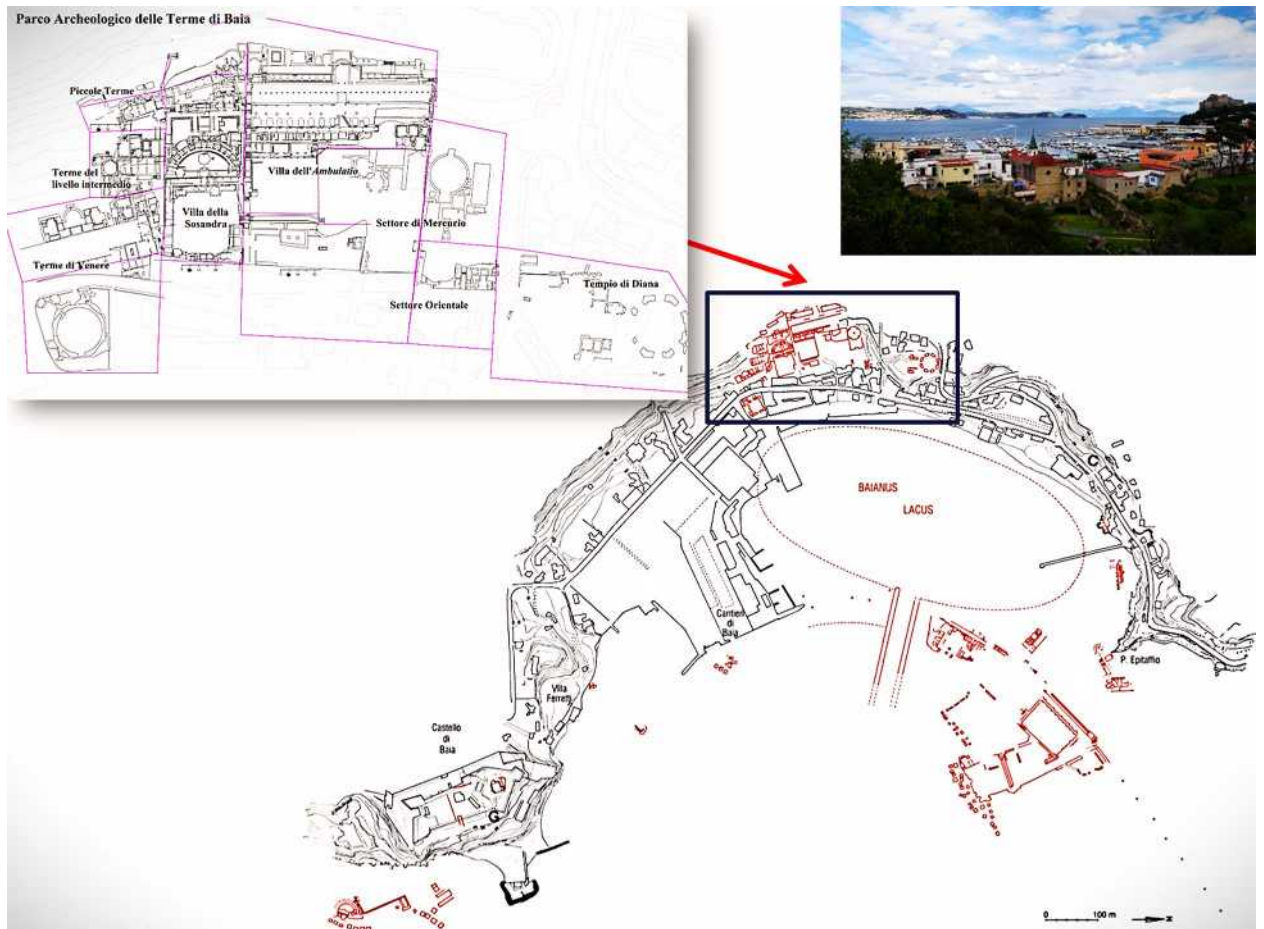 Parco Archeologico delle Terme di Baia
Piccole Terme
Terme del
livello intermedio
Villa dell'Ambulatio
Villa della
Sosandra
Settore di Mercurio
Terme di Venere
Tempio di Diana
Settore Orientale
BAIANUS
LACUS
C
Cantieri
di
Baia
P. Epitaffio
Villa
Ferretti
Castello
di
Baia
G
0 100 m
N